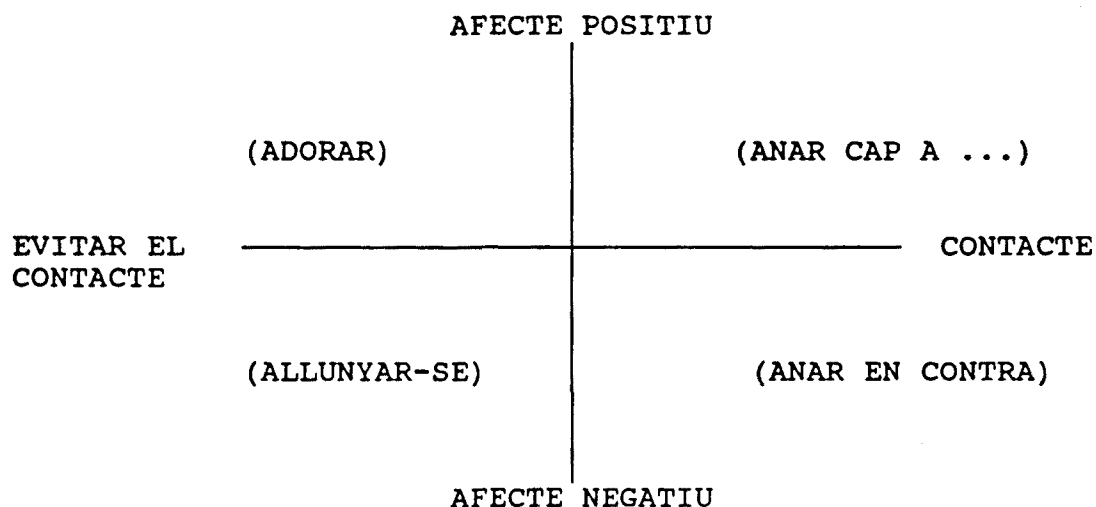 AFECTE POSITIU
(ADORAR) (ANAR CAP A ...)
EVITAR EL CONTACTE
CONTACTE
(ALLUNYAR-SE) (ANAR EN CONTRA)
AFECTE NEGATIU